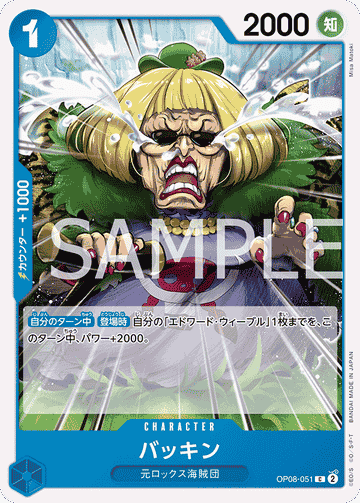 1
2000
知
Misa Matoki
カウンター +1000
SAMPLE
自分のターン中 登場時 自分の「エドワード・ウィーブル」1枚までを、こ
のターン中、パワー+2000。
CHARACTER
バッキン
元ロックス海賊団
OP08-051 C 2
©E.O/S ©O.・S・F・T BANDAI MADE IN JAPAN